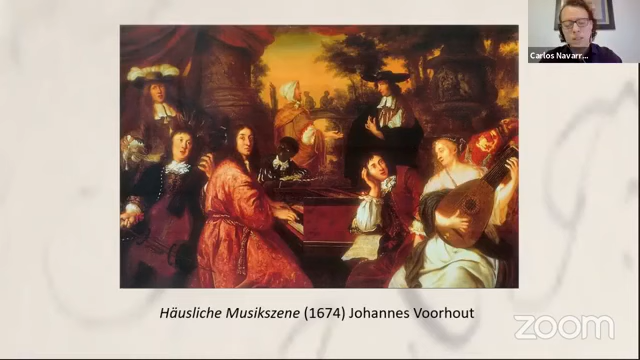 Carlos Navarr...
Häusliche Musikszene (1674) Johannes Voorhout
zoom